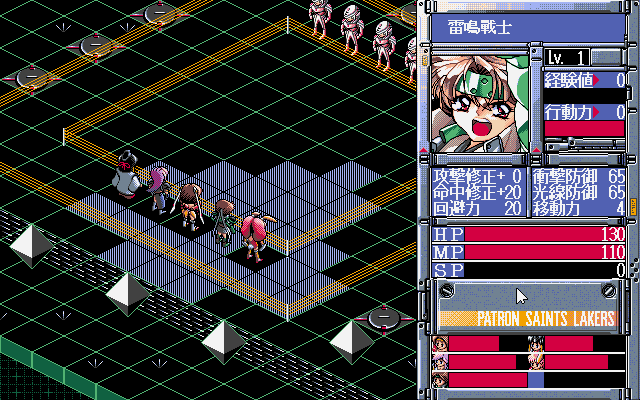 雷鳴戦士
Lv. 1
経験値 0
行動力 0
攻撃修正+ 0
命中修正+20
回避力 20
衝撃防御 65
光線防御 65
移動力 4
HP 130
MP 110
SP 0
PATRON SAINTS LAKERS